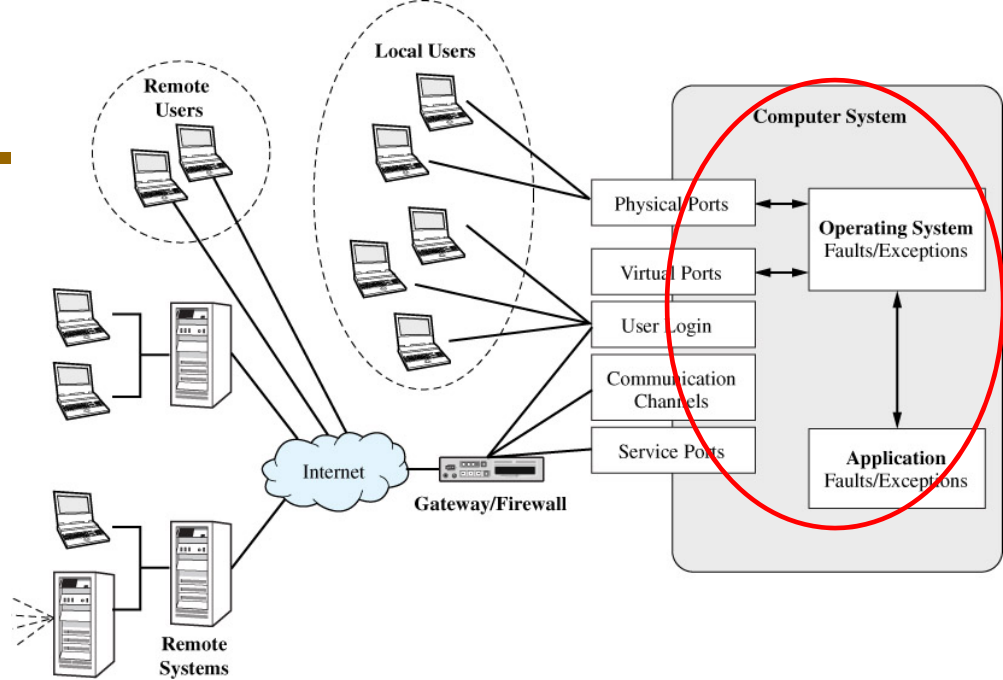 Local Users
Remote
Users
Computer System
Physical Ports
Operating System
Faults/Exceptions
Virtual Ports
User Login
Communication
Channels
Service Ports
Application
Faults/Exceptions
Internet
Gateway/Firewall
Remote
Systems